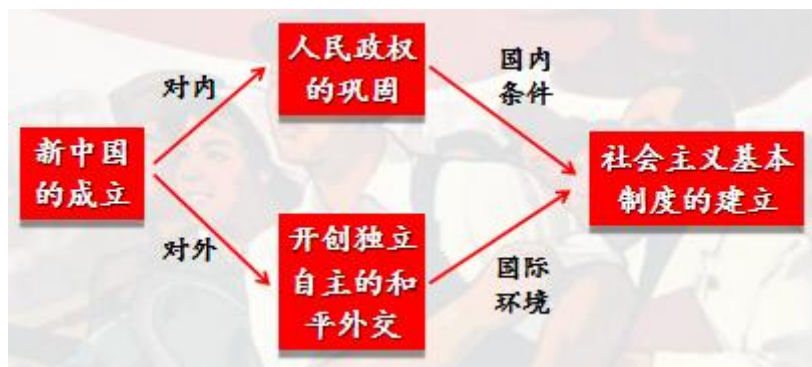 新中国
的成立
对内
对外
人民政权
的巩固
开创独立
自主的和
平外交
国内
条件
国际
环境
社会主义基本
制度的建立